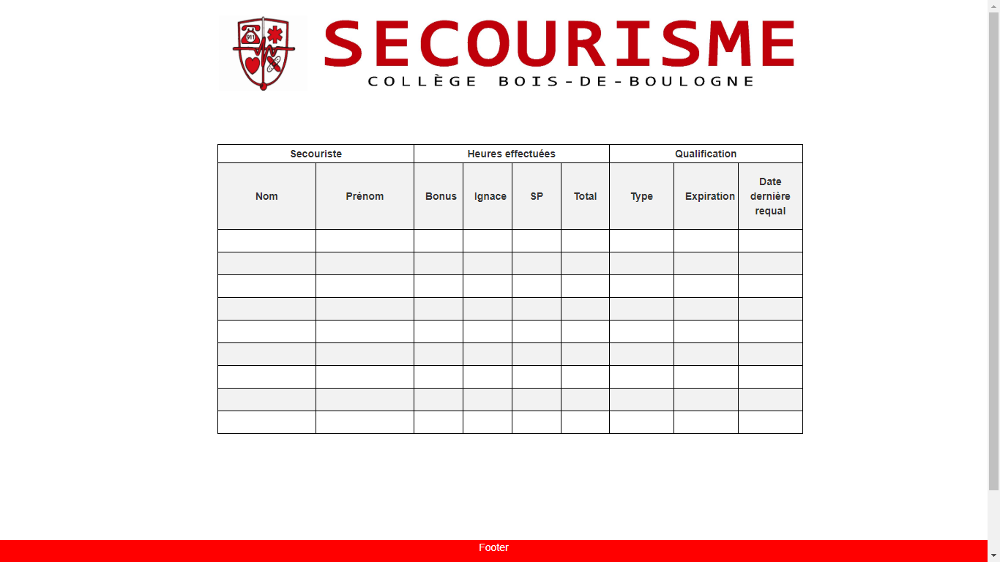 911
SECOURISME
COLLÈGE BOIS-DE-BOULOGNE
Secouriste Heures effectuées Qualification
Nom Prénom Bonus Ignace SP Total Type Expiration Date dernière requal
Footer